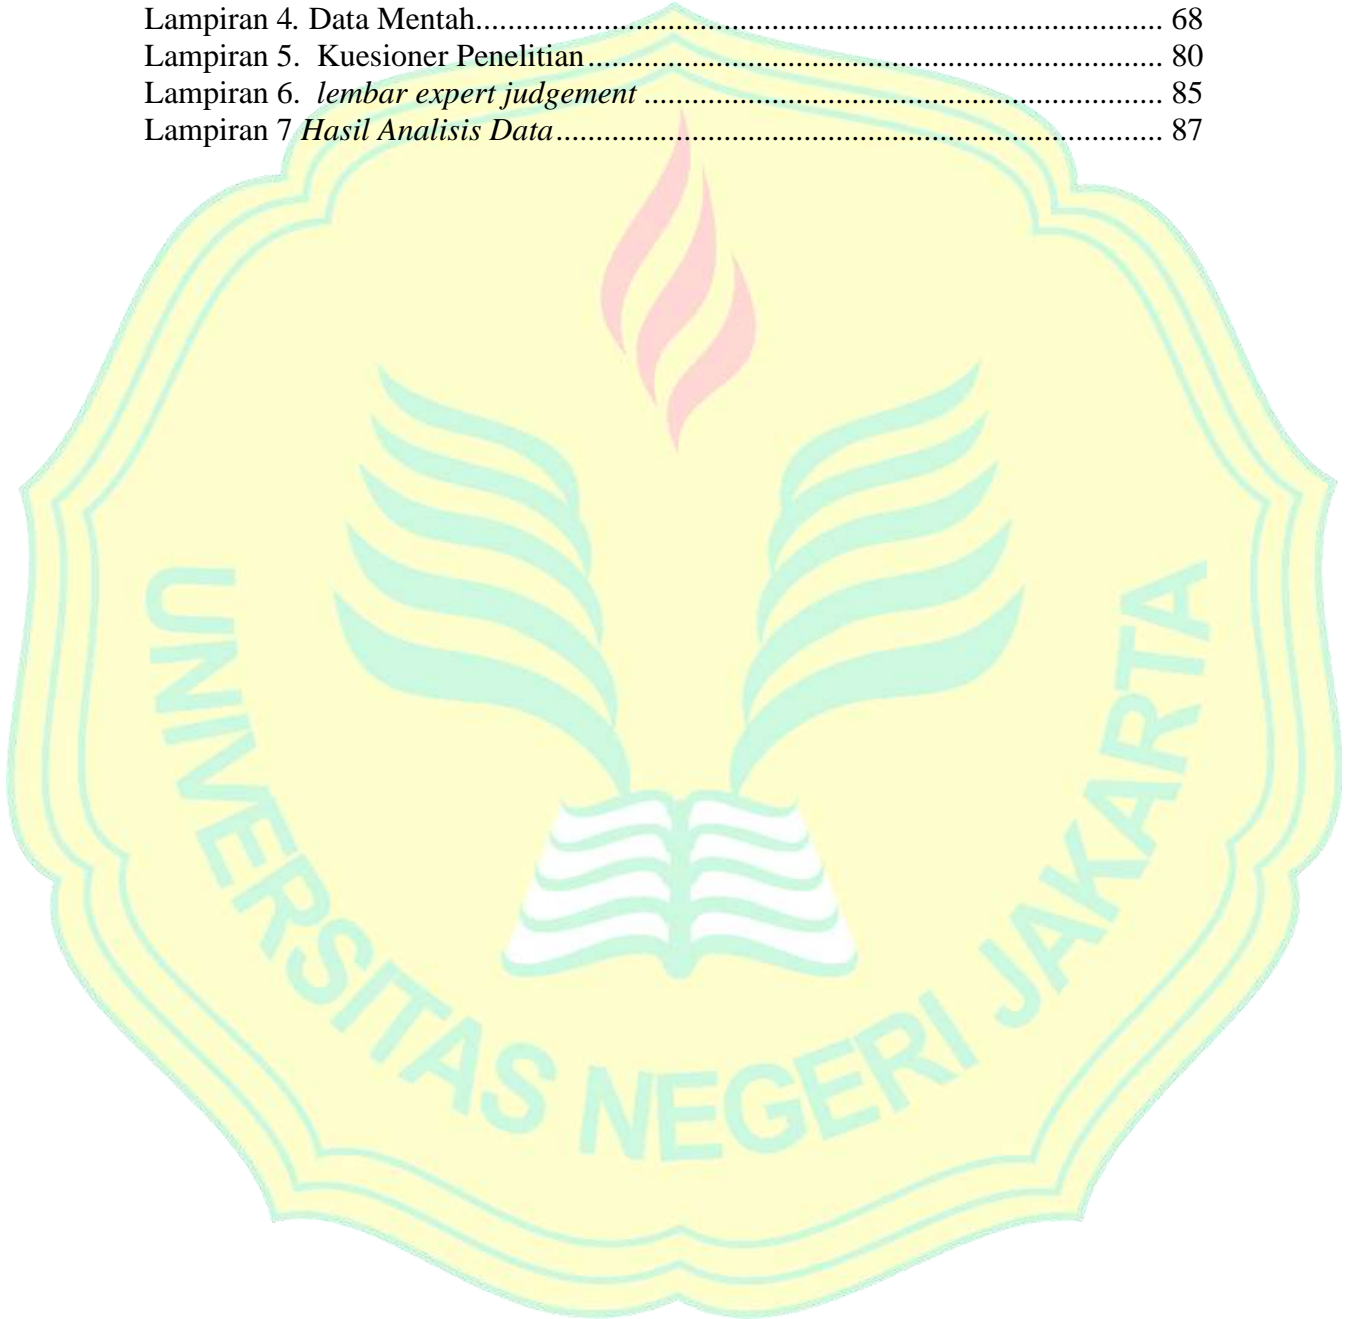 Lampiran 4. Data Mentah.................................................................................... 68
Lampiran 5.  Kuesioner Penelitian...................................................................... 80
Lampiran 6.  lembar expert judgement ............................................................... 85
Lampiran 7 Hasil Analisis Data.......................................................................... 87
UNIVERSITAS NEGERI JAKARTA